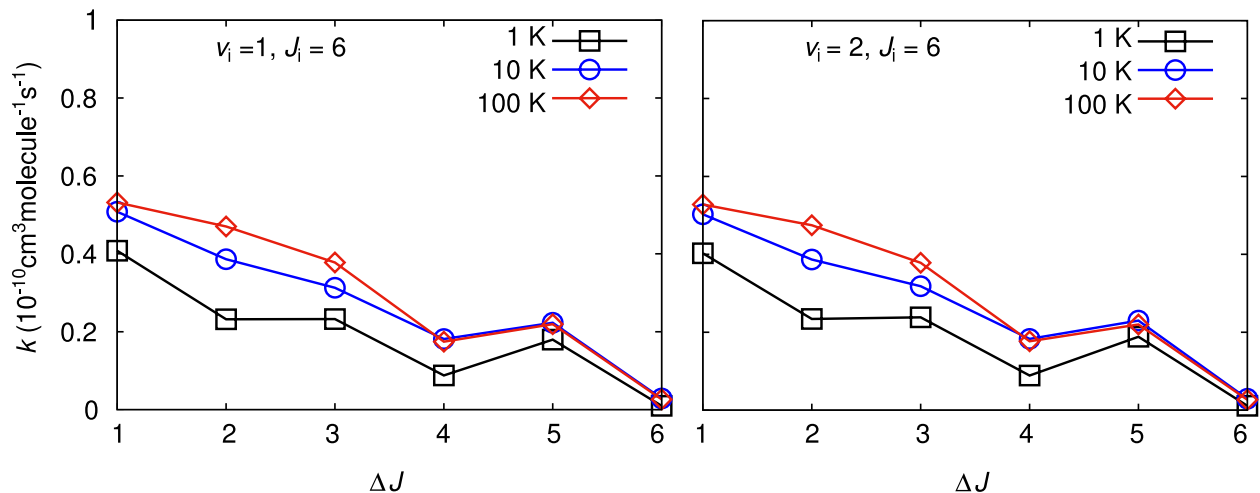 k (10⁻¹⁰cm³molecule⁻¹s⁻¹)
1
0.8
0.6
0.4
0.2
0
vᵢ =1, Jᵢ = 6
1 K
10 K
100 K
1 2 3 4 5 6
ΔJ
vᵢ = 2, Jᵢ = 6
1 K
10 K
100 K
1 2 3 4 5 6
ΔJ